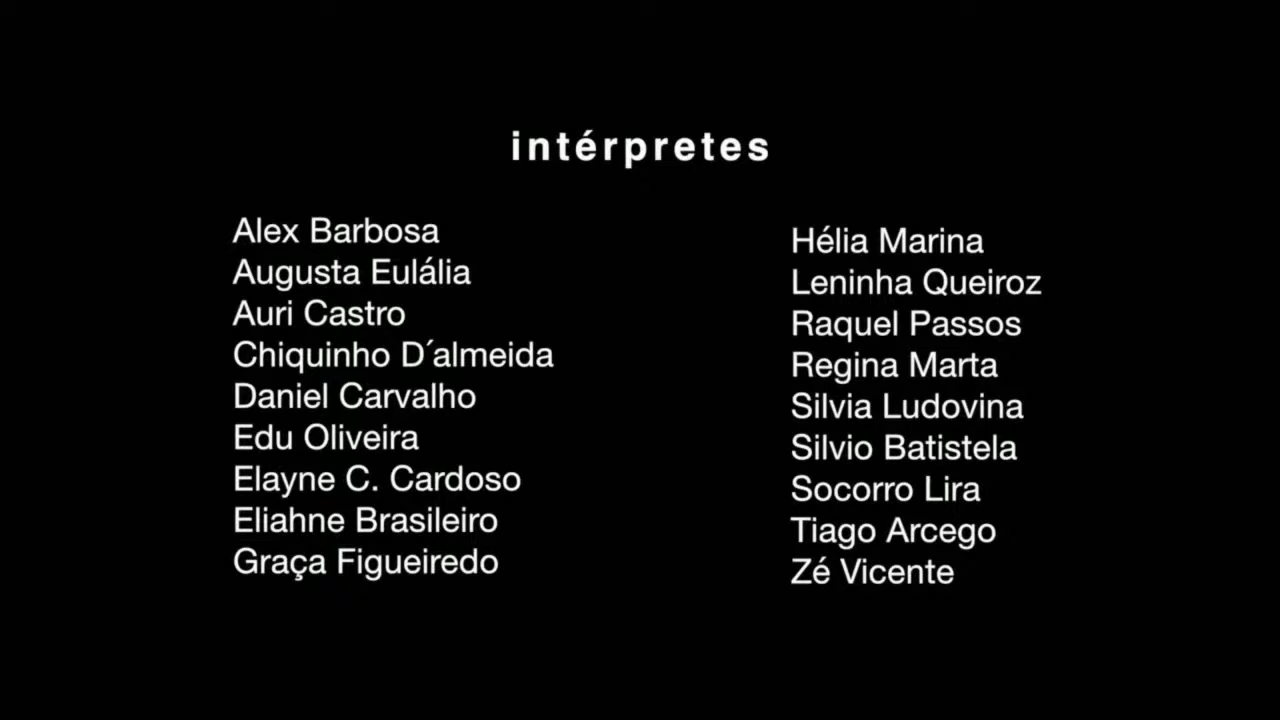 intérpretes
Alex Barbosa
Augusta Eulália
Auri Castro
Chiquinho D´almeida
Daniel Carvalho
Edu Oliveira
Elayne C. Cardoso
Eliahne Brasileiro
Graça Figueiredo
Hélia Marina
Leninha Queiroz
Raquel Passos
Regina Marta
Silvia Ludovina
Silvio Batistela
Socorro Lira
Tiago Arcego
Zé Vicente